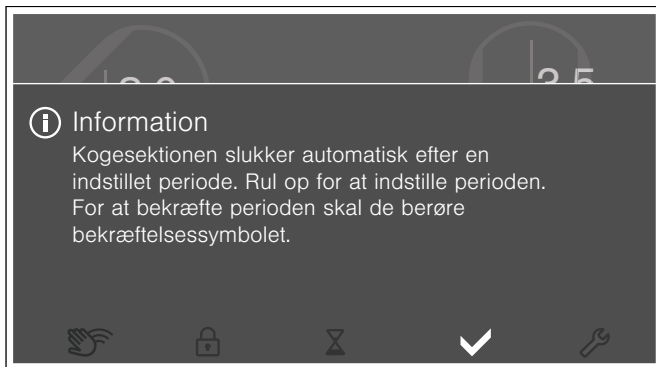 Information
Kogesektionen slukker automatisk efter en
indstillet periode. Rul op for at indstille perioden.
For at bekræfte perioden skal de berøre
bekræftelsessymbolet.